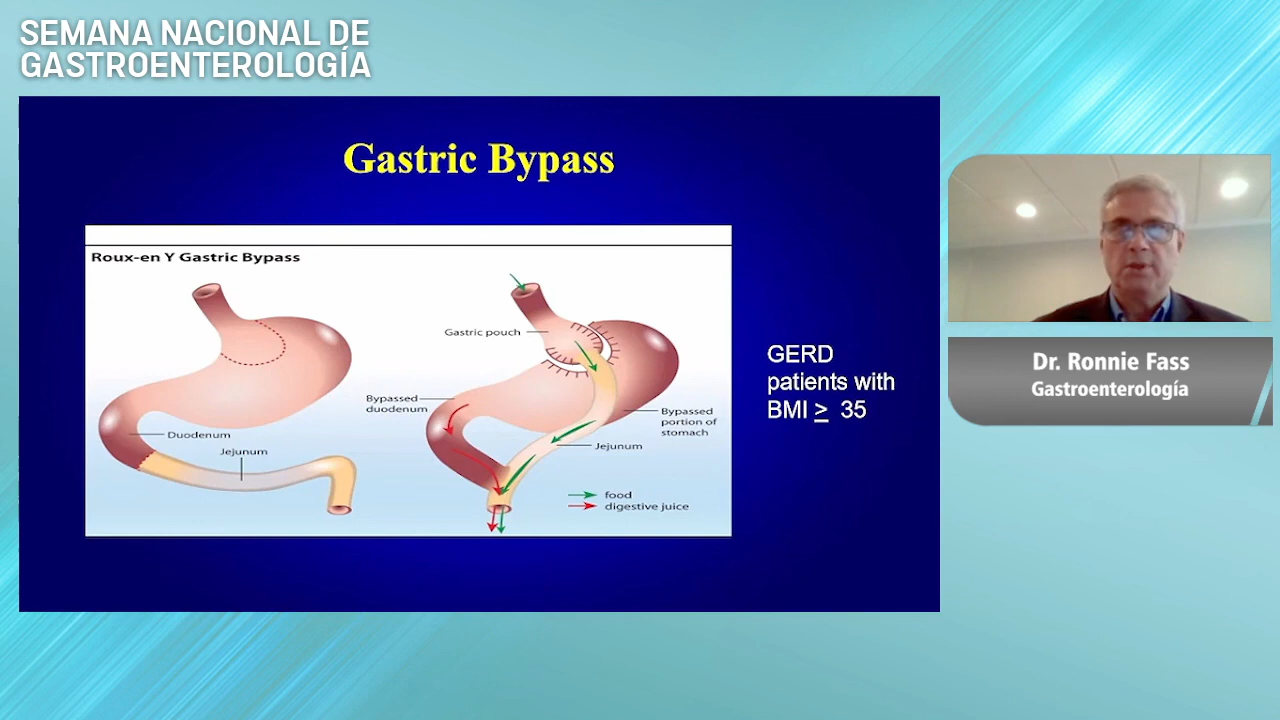 SEMANA NACIONAL DE
GASTROENTEROLOGÍA
Gastric Bypass
Roux-en Y Gastric Bypass
Gastric pouch
Bypassed
duodenum
Duodenum
Jejunum
Bypassed
portion of
stomach
Jejunum
food
digestive juice
GERD
patients with
BMI ≥ 35
Dr. Ronnie Fass
Gastroenterología